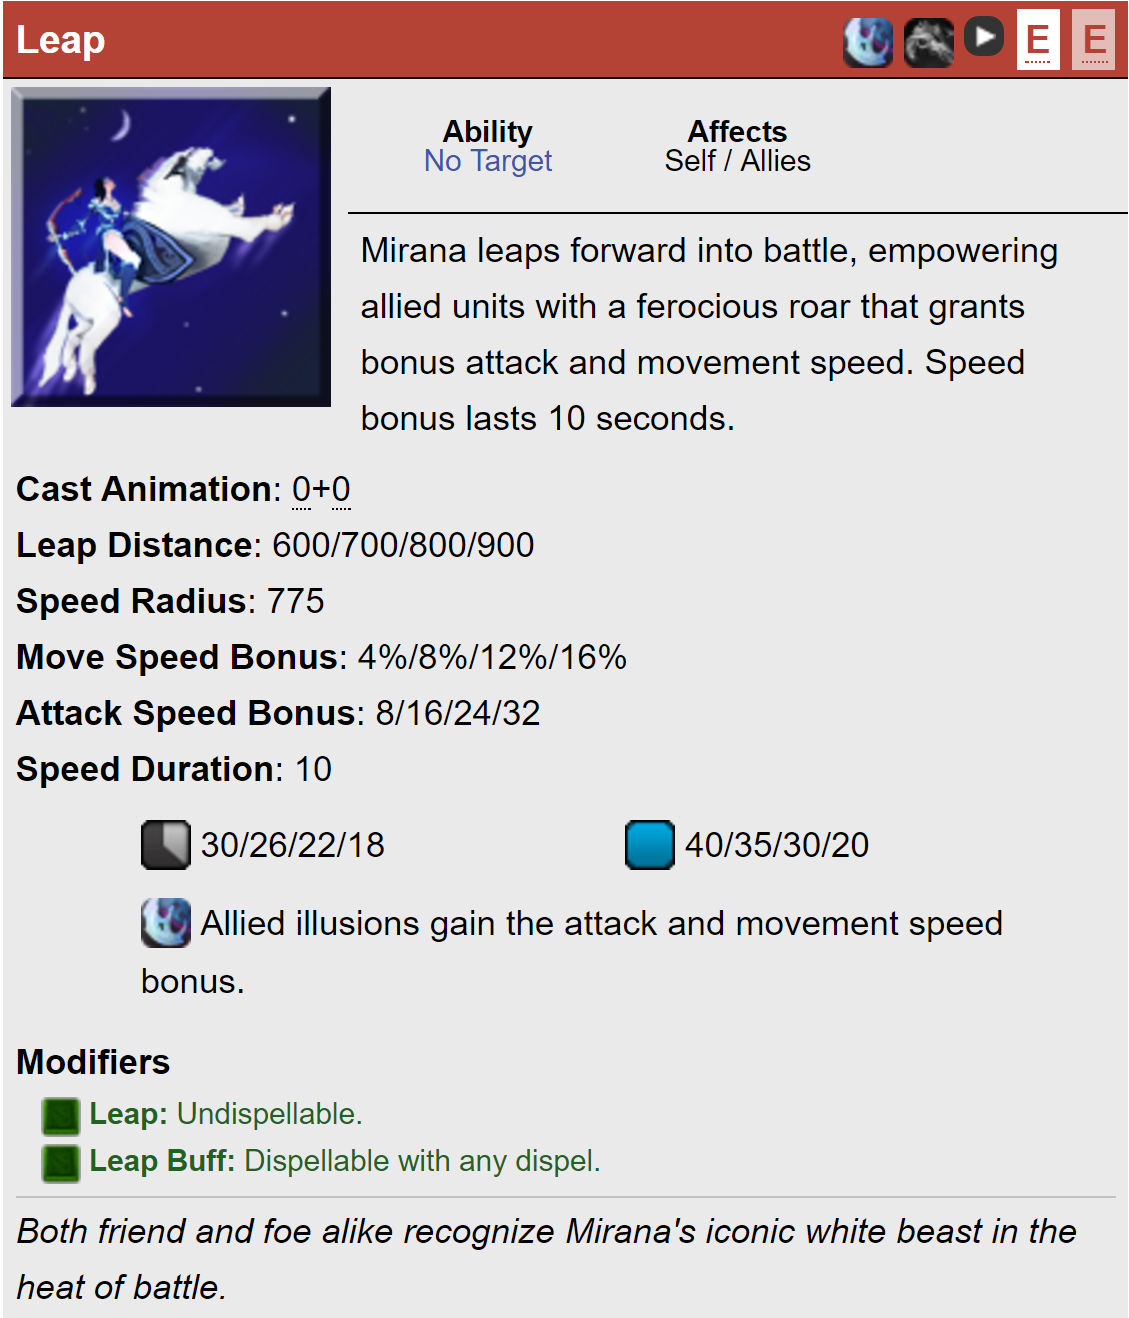 Leap
E E
Ability Affects
No Target Self / Allies
Mirana leaps forward into battle, empowering
allied units with a ferocious roar that grants
bonus attack and movement speed. Speed
bonus lasts 10 seconds.
Cast Animation: 0+0
Leap Distance: 600/700/800/900
Speed Radius: 775
Move Speed Bonus: 4%/8%/12%/16%
Attack Speed Bonus: 8/16/24/32
Speed Duration: 10
30/26/22/18 40/35/30/20
Allied illusions gain the attack and movement speed
bonus.
Modifiers
Leap: Undispellable.
Leap Buff: Dispellable with any dispel.
Both friend and foe alike recognize Mirana's iconic white beast in the
heat of battle.